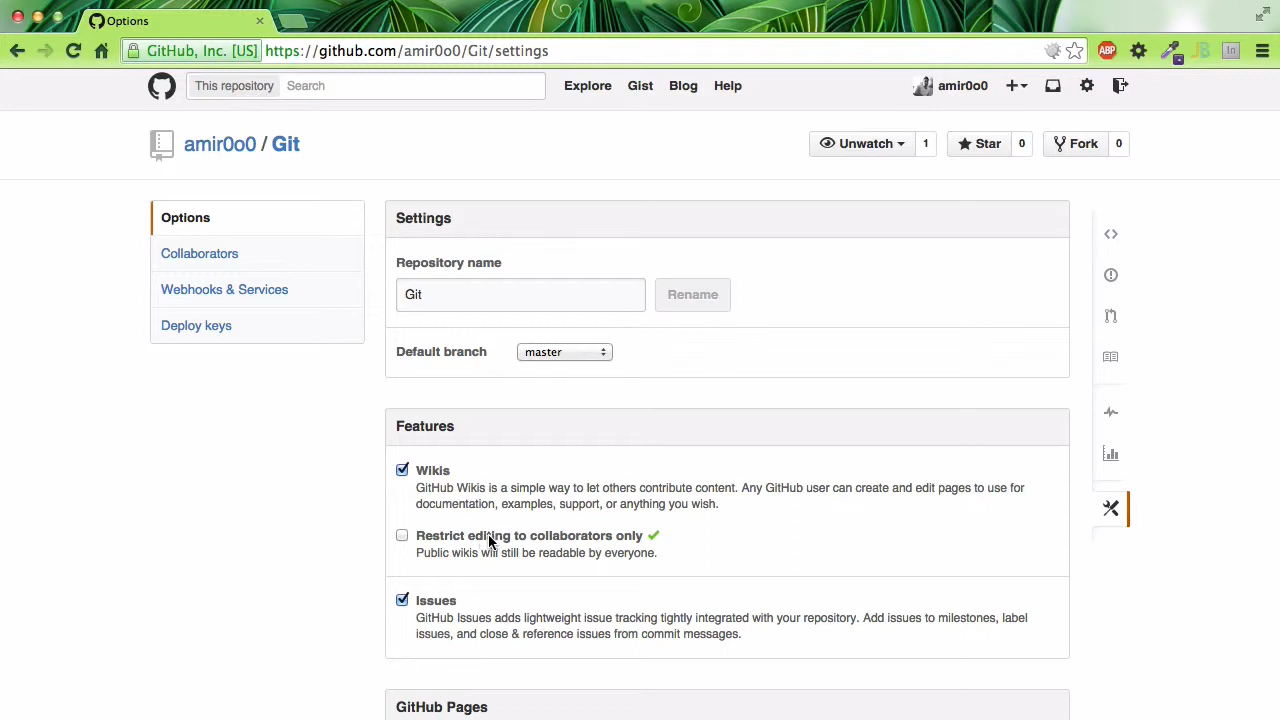 Options
GitHub, Inc. [US] https://github.com/amir0o0/Git/settings
ABP
In
This repository Search Explore Gist Blog Help amir0o0
amir0o0 / Git
Unwatch 1 Star 0 Fork 0
Options
Collaborators
Webhooks & Services
Deploy keys
Settings
Repository name
Git Rename
Default branch master
Features
Wikis
GitHub Wikis is a simple way to let others contribute content. Any GitHub user can create and edit pages to use for
documentation, examples, support, or anything you wish.
Restrict editing to collaborators only
Public wikis will still be readable by everyone.
Issues
GitHub Issues adds lightweight issue tracking tightly integrated with your repository. Add issues to milestones, label
issues, and close & reference issues from commit messages.
GitHub Pages